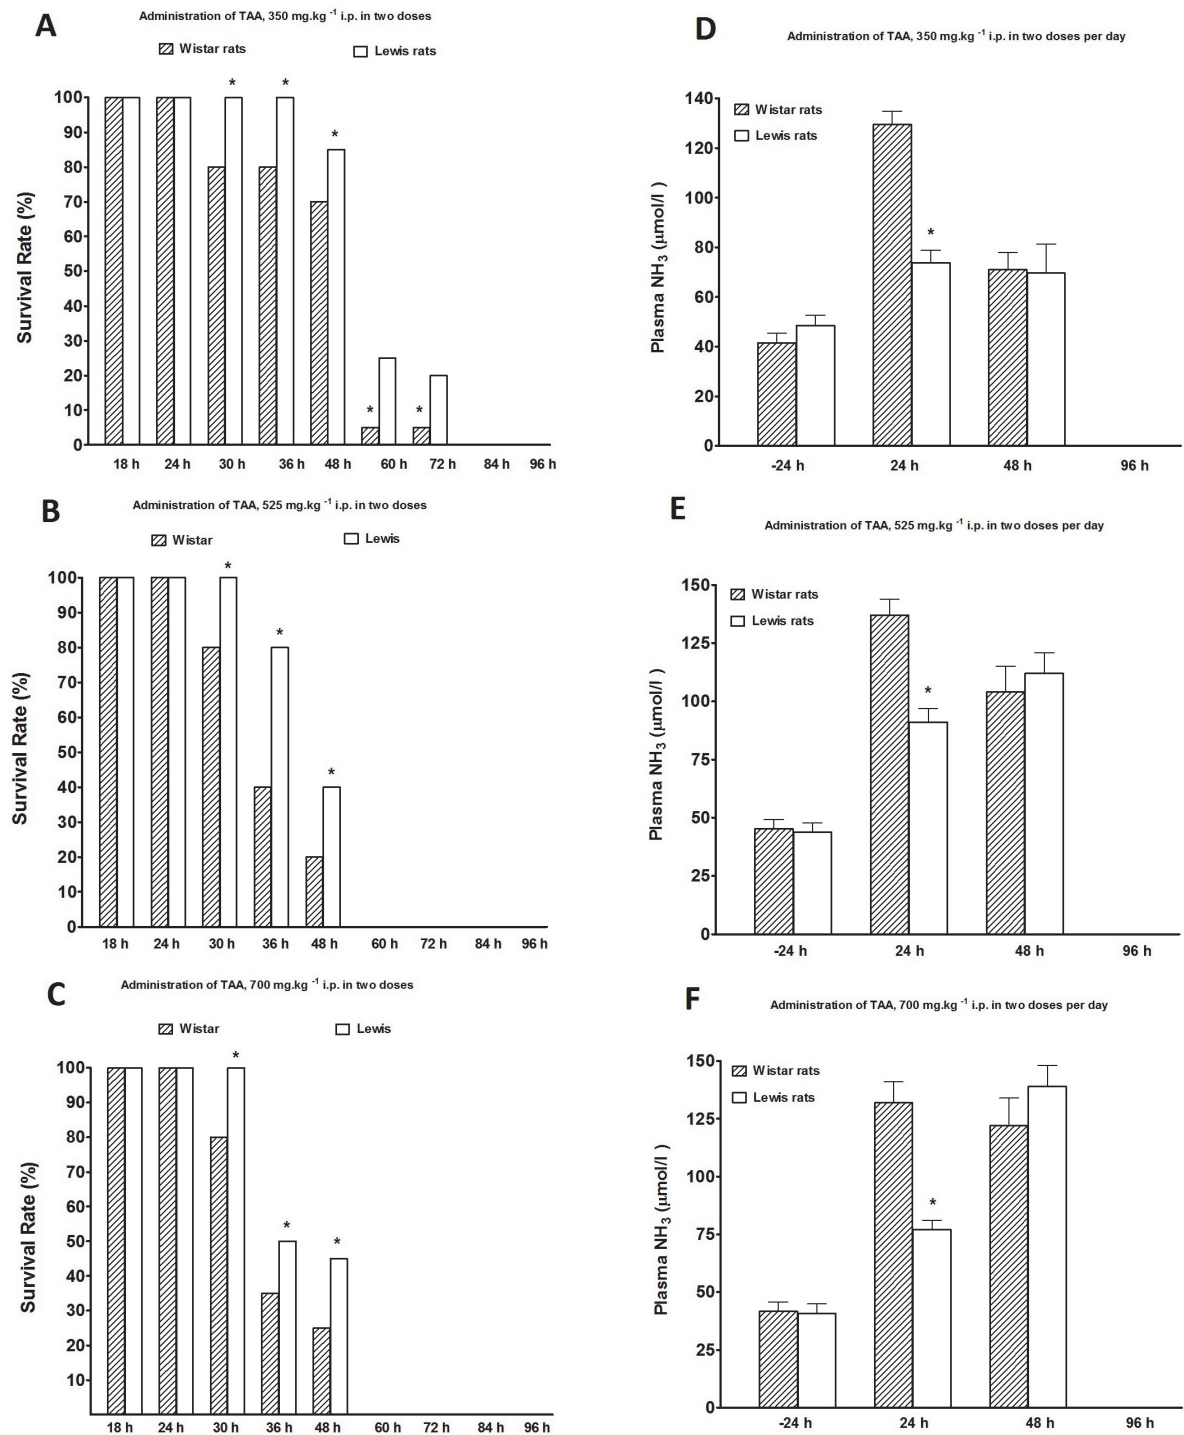 A
Administration of TAA, 350 mg.kg -1 i.p. in two doses
Wistar rats
Lewis rats
Survival Rate (%)
100
90
80
70
60
50
40
30
20
10
0
*
*
*
*
*
18 h 24 h 30 h 36 h 48 h 60 h 72 h 84 h 96 h
B
Administration of TAA, 525 mg.kg -1 i.p. in two doses
Wistar
Lewis
Survival Rate (%)
100
90
80
70
60
50
40
30
20
10
0
*
*
*
18 h 24 h 30 h 36 h 48 h 60 h 72 h 84 h 96 h
C
Administration of TAA, 700 mg.kg -1 i.p. in two doses
Wistar
Lewis
Survival Rate (%)
100
90
80
70
60
50
40
30
20
10
*
*
*
18 h 24 h 30 h 36 h 48 h 60 h 72 h 84 h 96 h
D
Administration of TAA, 350 mg.kg -1 i.p. in two doses per day
Wistar rats
Lewis rats
Plasma NH3 (μmol/l )
140
120
100
80
60
40
20
0
*
-24 h 24 h 48 h 96 h
E
Administration of TAA, 525 mg.kg -1 i.p. in two doses per day
Wistar rats
Lewis rats
Plasma NH3 (μmol/l )
150
125
100
75
50
25
0
*
-24 h 24 h 48 h 96 h
F
Administration of TAA, 700 mg.kg -1 i.p. in two doses per day
Wistar rats
Lewis rats
Plasma NH3 (μmol/l )
150
125
100
75
50
25
0
*
-24 h 24 h 48 h 96 h